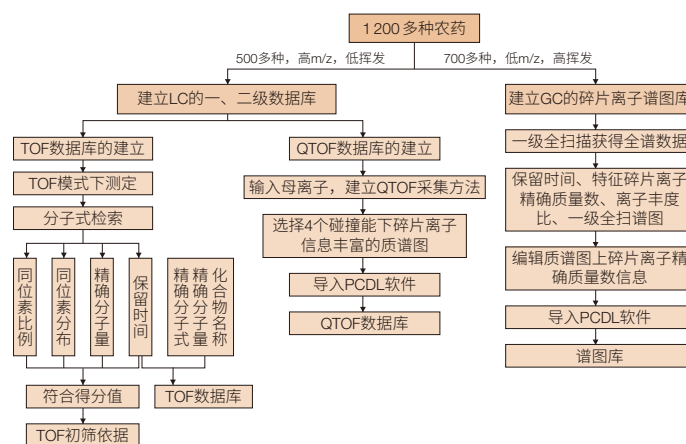 1 200 多种农药
500多种，高m/z，低挥发
700多种，低m/z，高挥发
建立LC的一、二级数据库
建立GC的碎片离子谱图库
TOF数据库的建立
QTOF数据库的建立
一级全扫描获得全谱数据
TOF模式下测定
输入母离子，建立QTOF采集方法
保留时间、特征碎片离子
精确质量数、离子丰度
比、一级全扫谱图
分子式检索
选择4个碰撞能下碎片离子
信息丰富的质谱图
编辑质谱图上碎片离子精
确质量数信息
同位素比例
同位素分布
精确分子量
保留时间
化合物名称
精确分子量
精确分子式
导入PCDL软件
导入PCDL软件
QTOF数据库
谱图库
符合得分值
TOF数据库
TOF初筛依据